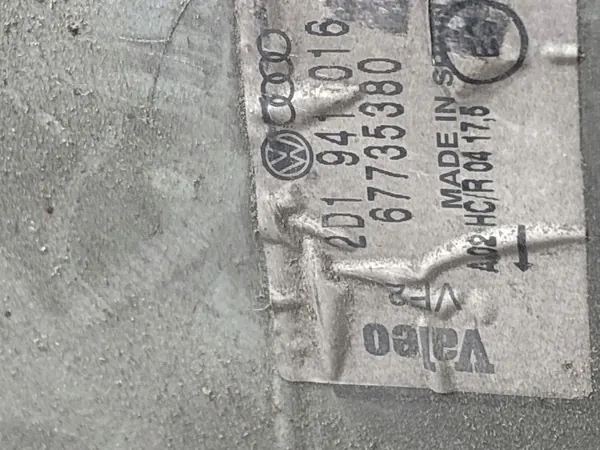 2D1 941 016
67735380
MADE IN
A02 HC/R 04 17,5
Valeo